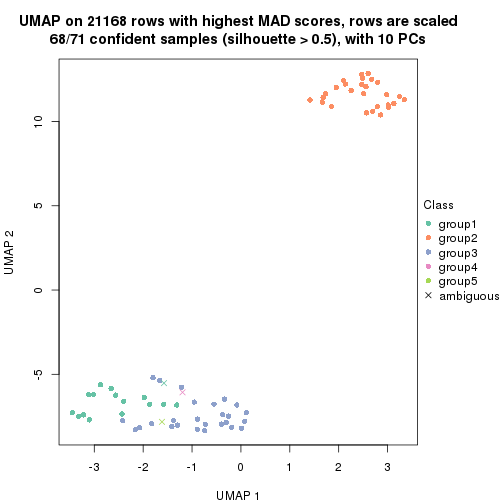 UMAP on 21168 rows with highest MAD scores, rows are scaled
68/71 confident samples (silhouette > 0.5), with 10 PCs
10
5
0
-5
UMAP 2
-3
-2
-1
0
1
2
3
UMAP 1
Class
group1
group2
group3
group4
group5
ambiguous